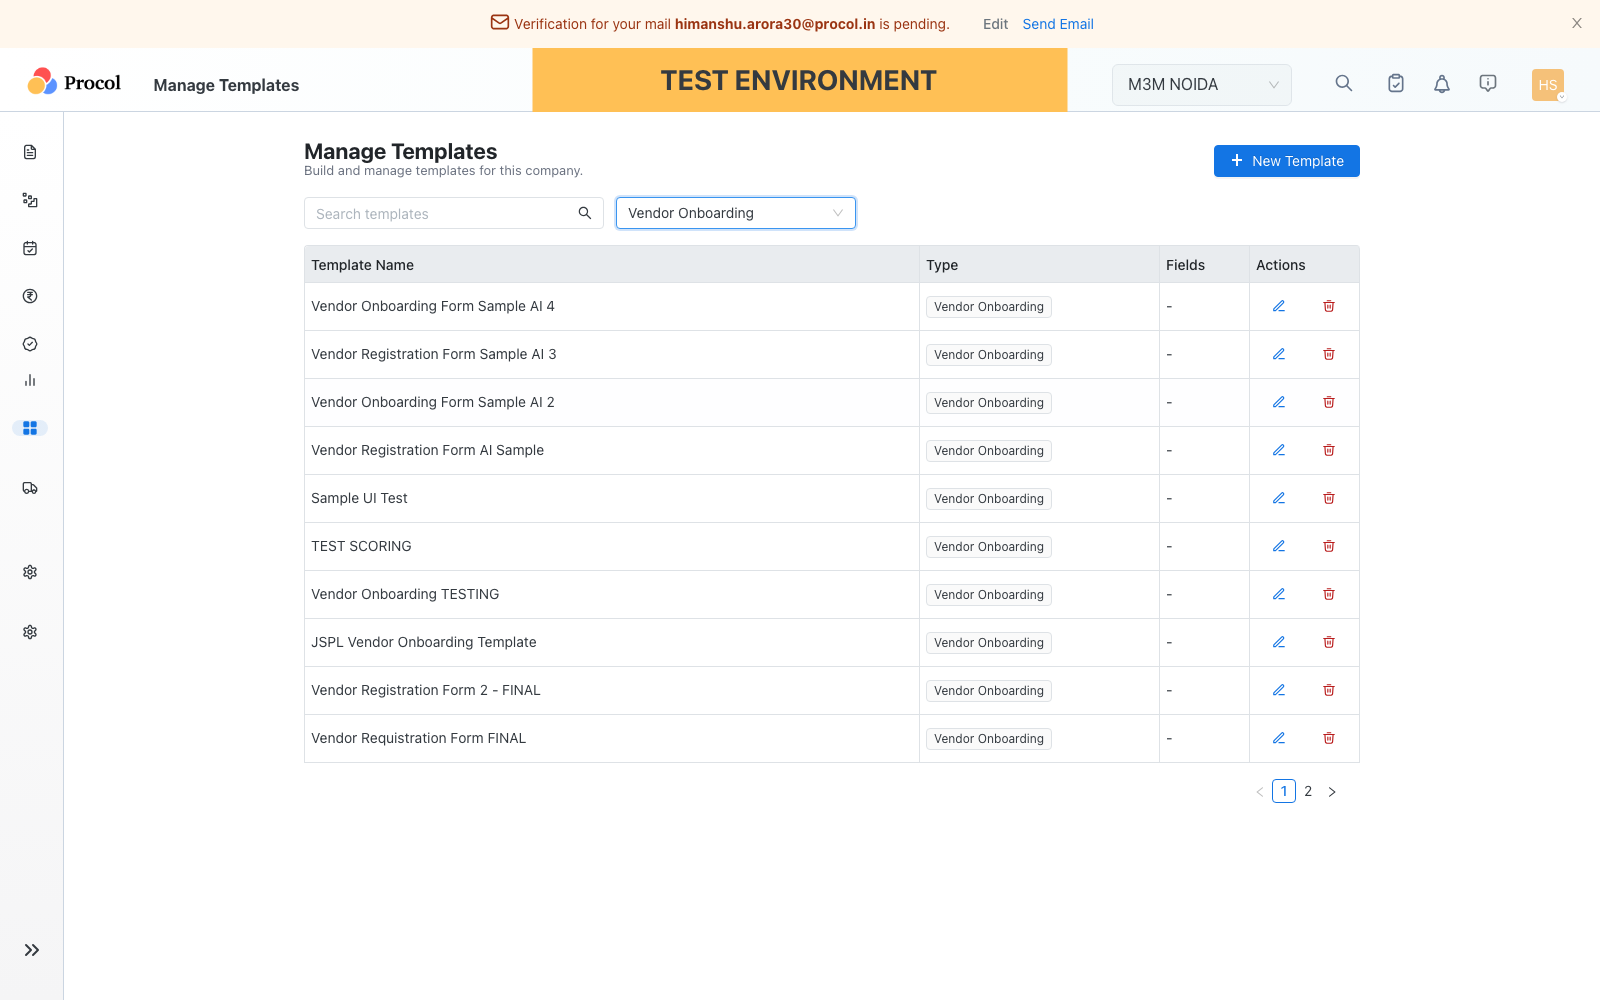 Verification for your mail himanshu.arora30@procol.in is pending. Edit Send Email
Procol Manage Templates TEST ENVIRONMENT M3M NOIDA HS
Manage Templates
Build and manage templates for this company.
+ New Template
Search templates Vendor Onboarding
Template Name Type Fields Actions
Vendor Onboarding Form Sample AI 4 Vendor Onboarding -
Vendor Registration Form Sample AI 3 Vendor Onboarding -
Vendor Onboarding Form Sample AI 2 Vendor Onboarding -
Vendor Registration Form AI Sample Vendor Onboarding -
Sample UI Test Vendor Onboarding -
TEST SCORING Vendor Onboarding -
Vendor Onboarding TESTING Vendor Onboarding -
JSPL Vendor Onboarding Template Vendor Onboarding -
Vendor Registration Form 2 - FINAL Vendor Onboarding -
Vendor Requistration Form FINAL Vendor Onboarding -
< 1 2 >